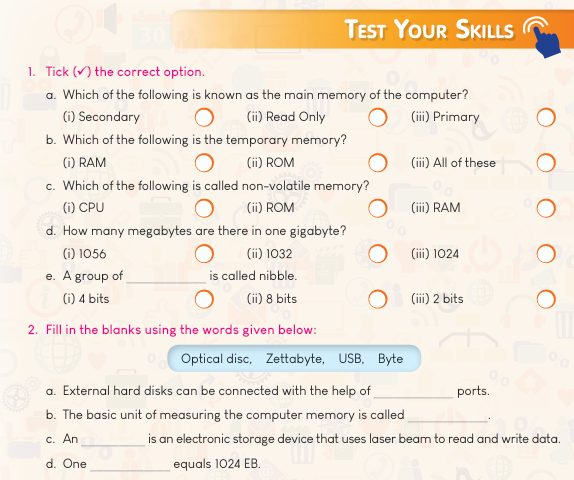 TEST YOUR SKILLS
1. Tick (✓) the correct option.
a. Which of the following is known as the main memory of the computer?
(i) Secondary (ii) Read Only (iii) Primary
b. Which of the following is the temporary memory?
(i) RAM (ii) ROM (iii) All of these
c. Which of the following is called non-volatile memory?
(i) CPU (ii) ROM (iii) RAM
d. How many megabytes are there in one gigabyte?
(i) 1056 (ii) 1032 (iii) 1024
e. A group of ____________ is called nibble.
(i) 4 bits (ii) 8 bits (iii) 2 bits
2. Fill in the blanks using the words given below:
Optical disc, Zettabyte, USB, Byte
a. External hard disks can be connected with the help of ____________ ports.
b. The basic unit of measuring the computer memory is called ____________.
c. An __________ is an electronic storage device that uses laser beam to read and write data.
d. One ____________ equals 1024 EB.